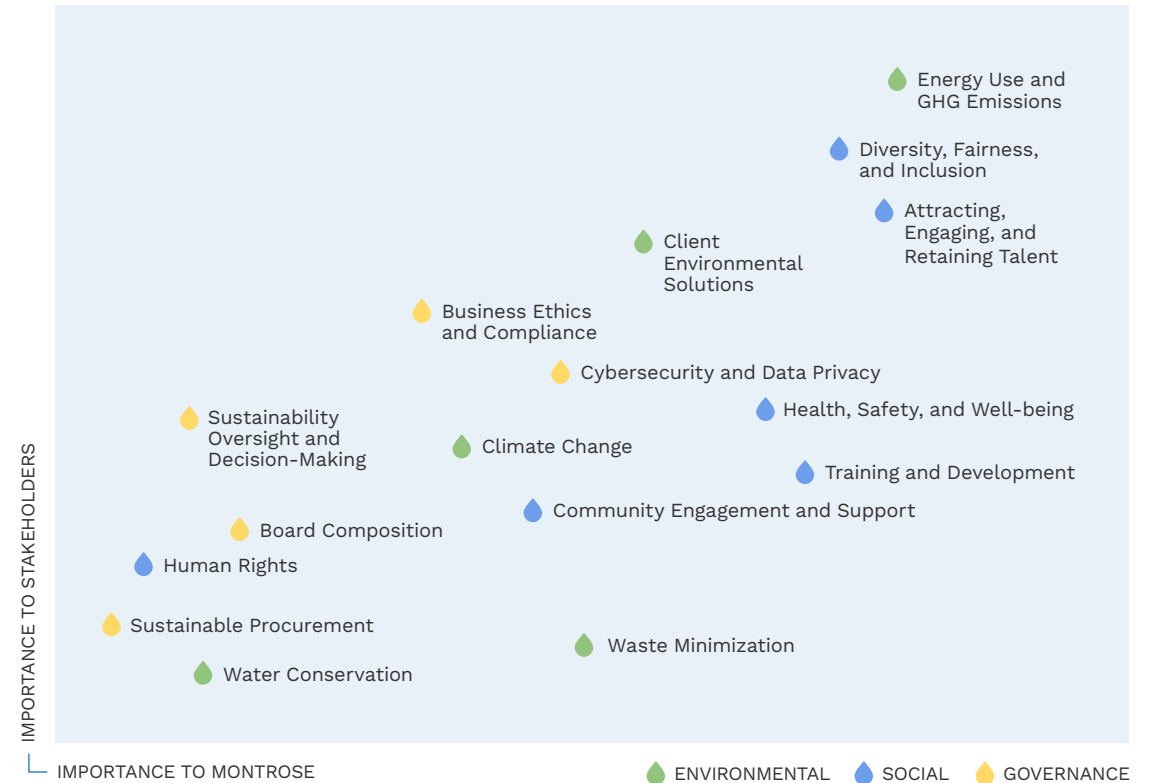 Energy Use and
GHG Emissions
Diversity, Fairness,
and Inclusion
Attracting,
Engaging, and
Retaining Talent
Client
Environmental
Solutions
Business Ethics
and Compliance
Cybersecurity and Data Privacy
Health, Safety, and Well-being
Sustainability
Oversight and
Decision-Making
Climate Change
Training and Development
Community Engagement and Support
Board Composition
Human Rights
Sustainable Procurement
Waste Minimization
Water Conservation
IMPORTANCE TO STAKEHOLDERS
IMPORTANCE TO MONTROSE
ENVIRONMENTAL
SOCIAL
GOVERNANCE